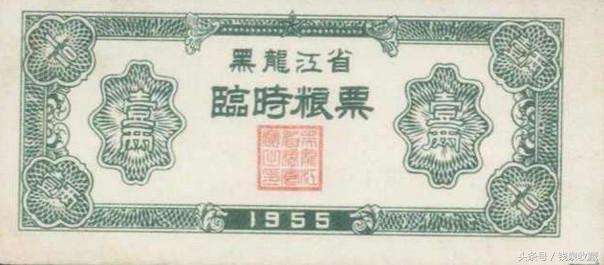 黑龍江省
臨時粮票
壹兩
壹兩
1955
头条号 / 钱泉收藏